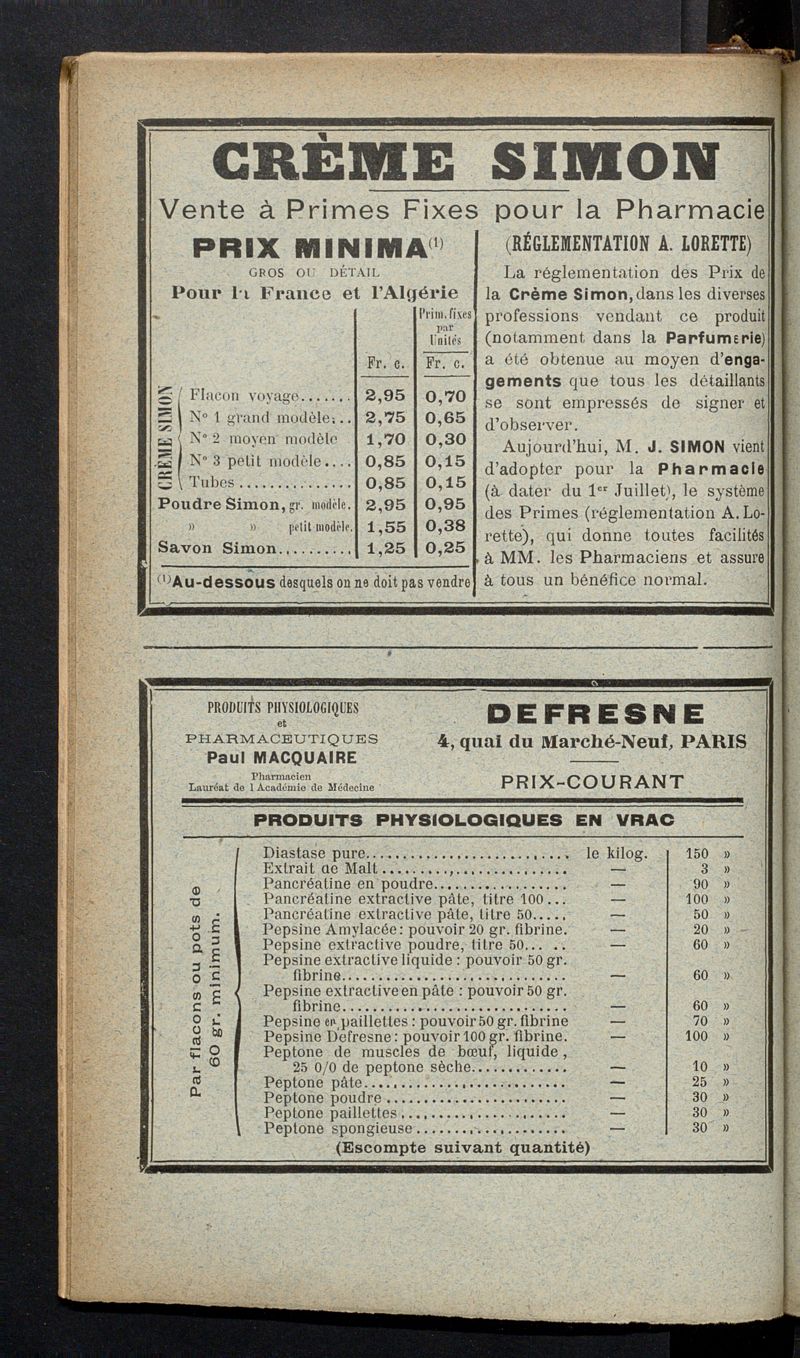 CRÈME SIMON
Vente à Primes Fixes pour la Pharmacie
PRIX MINIMA(1)
GROS OU DÉTAIL
Pour la France et l'Algérie
Prim. fixes
par
Unités
Fr. c. Fr. c.
CRÈME SIMON
Flacon voyage....... 2,95 0,70
N° 1 grand modèle... 2,75 0,65
N° 2 moyen modèle 1,70 0,30
N° 3 petit modèle.... 0,85 0,15
Tubes............... 0,85 0,15
Poudre Simon, gr. modèle. 2,95 0,95
» » petit modèle. 1,55 0,38
Savon Simon.......... 1,25 0,25
(1) Au-dessous desquels on ne doit pas vendre
(RÉGLEMENTATION A. LORETTE)
La réglementation des Prix de
la Crème Simon, dans les diverses
professions vendant ce produit
(notamment dans la Parfumerie)
a été obtenue au moyen d'enga-
gements que tous les détaillants
se sont empressés de signer et
d'observer.
Aujourd'hui, M. J. SIMON vient
d'adopter pour la Pharmacie
(à dater du 1er Juillet), le système
des Primes (réglementation A. Lo-
rette), qui donne toutes facilités
à MM. les Pharmaciens et assure
à tous un bénéfice normal.
PRODUITS PHYSIOLOGIQUES
et
PHARMACEUTIQUES
Paul MACQUAIRE
Pharmacien
Lauréat de l Académie de Médecine
DEFRESNE
4, quai du Marché-Neuf, PARIS
PRIX-COURANT
PRODUITS PHYSIOLOGIQUES EN VRAC
Par flacons ou pots de
60 gr. minimum.
Diastase pure.......................... le kilog. 150 »
Extrait de Malt........................ — 3 »
Pancréatine en poudre.................. — 90 »
Pancréatine extractive pâte, titre 100... — 100 »
Pancréatine extractive pâte, titre 50..... — 50 »
Pepsine Amylacée: pouvoir 20 gr. fibrine. — 20 »
Pepsine extractive poudre, titre 50...... — 60 »
Pepsine extractive liquide : pouvoir 50 gr.
fibrine.............................. — 60 »
Pepsine extractive en pâte : pouvoir 50 gr.
fibrine.............................. — 60 »
Pepsine en paillettes : pouvoir 50 gr. fibrine — 70 »
Pepsine Defresne: pouvoir 100 gr. fibrine. — 100 »
Peptone de muscles de bœuf, liquide,
25 0/0 de peptone sèche............. — 10 »
Peptone pâte........................... — 25 »
Peptone poudre......................... — 30 »
Peptone paillettes..................... — 30 »
Peptone spongieuse.................... — 30 »
(Escompte suivant quantité)